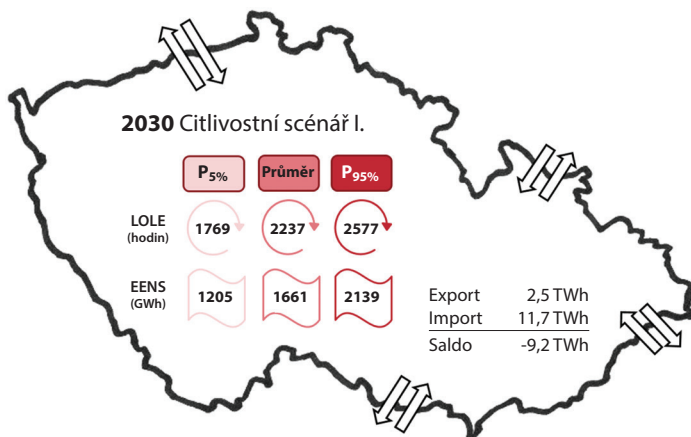 2030 Citlivostní scénář I.
P5% Průměr P95%
LOLE
(hodin)
1769 2237 2577
EENS
(GWh)
1205 1661 2139
Export 2,5 TWh
Import 11,7 TWh
Saldo -9,2 TWh